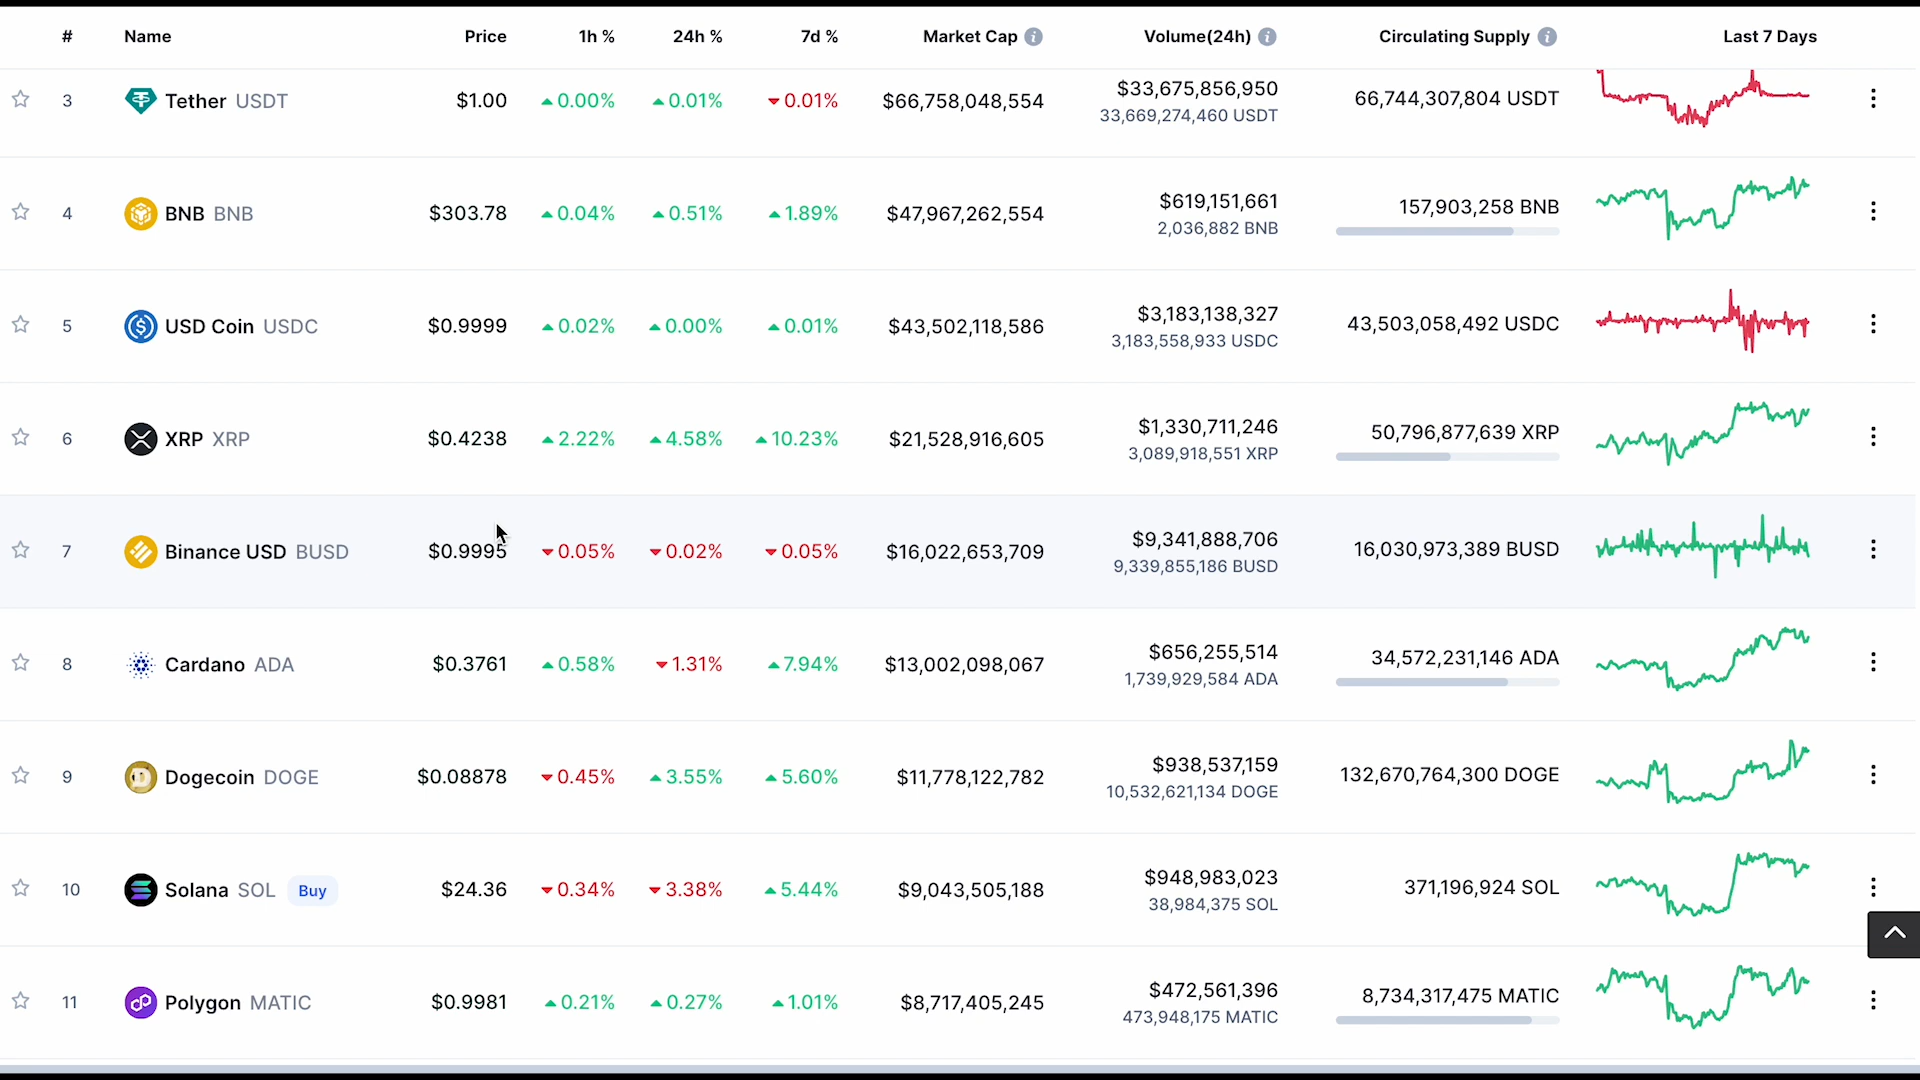 # Name Price 1h % 24h % 7d % Market Cap Volume(24h) Circulating Supply Last 7 Days
3 Tether USDT $1.00 0.00% 0.01% 0.01% $66,758,048,554 $33,675,856,950 66,744,307,804 USDT
33,669,274,460 USDT
4 BNB BNB $303.78 0.04% 0.51% 1.89% $47,967,262,554 $619,151,661 157,903,258 BNB
2,036,882 BNB
5 USD Coin USDC $0.9999 0.02% 0.00% 0.01% $43,502,118,586 $3,183,138,327 43,503,058,492 USDC
3,183,558,933 USDC
6 XRP XRP $0.4238 2.22% 4.58% 10.23% $21,528,916,605 $1,330,711,246 50,796,877,639 XRP
3,089,918,551 XRP
7 Binance USD BUSD $0.9995 0.05% 0.02% 0.05% $16,022,653,709 $9,341,888,706 16,030,973,389 BUSD
9,339,855,186 BUSD
8 Cardano ADA $0.3761 0.58% 1.31% 7.94% $13,002,098,067 $656,255,514 34,572,231,146 ADA
1,739,929,584 ADA
9 Dogecoin DOGE $0.08878 0.45% 3.55% 5.60% $11,778,122,782 $938,537,159 132,670,764,300 DOGE
10,532,621,134 DOGE
10 Solana SOL Buy $24.36 0.34% 3.38% 5.44% $9,043,505,188 $948,983,023 371,196,924 SOL
38,984,375 SOL
11 Polygon MATIC $0.9981 0.21% 0.27% 1.01% $8,717,405,245 $472,561,396 8,734,317,475 MATIC
473,948,175 MATIC